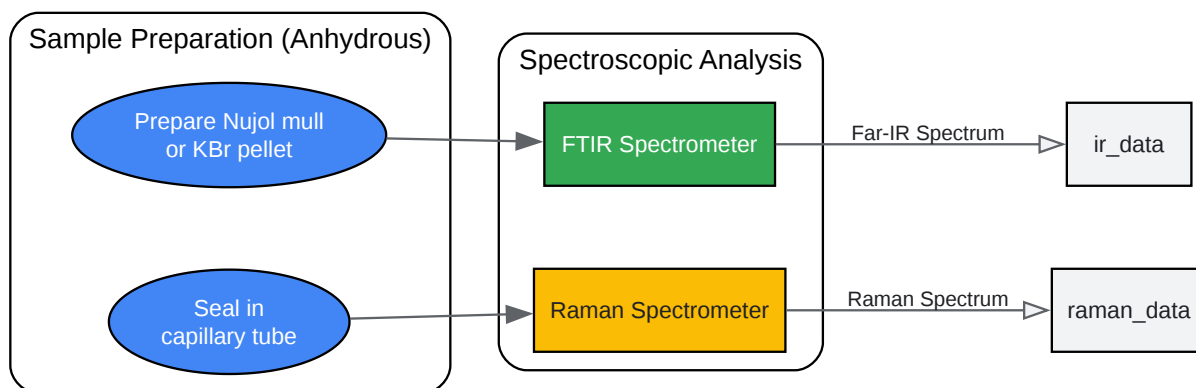 Sample Preparation (Anhydrous)
Spectroscopic Analysis
Prepare Nujol mull
or KBr pellet
FTIR Spectrometer
Far-IR Spectrum
ir_data
Seal in
capillary tube
Raman Spectrometer
Raman Spectrum
raman_data